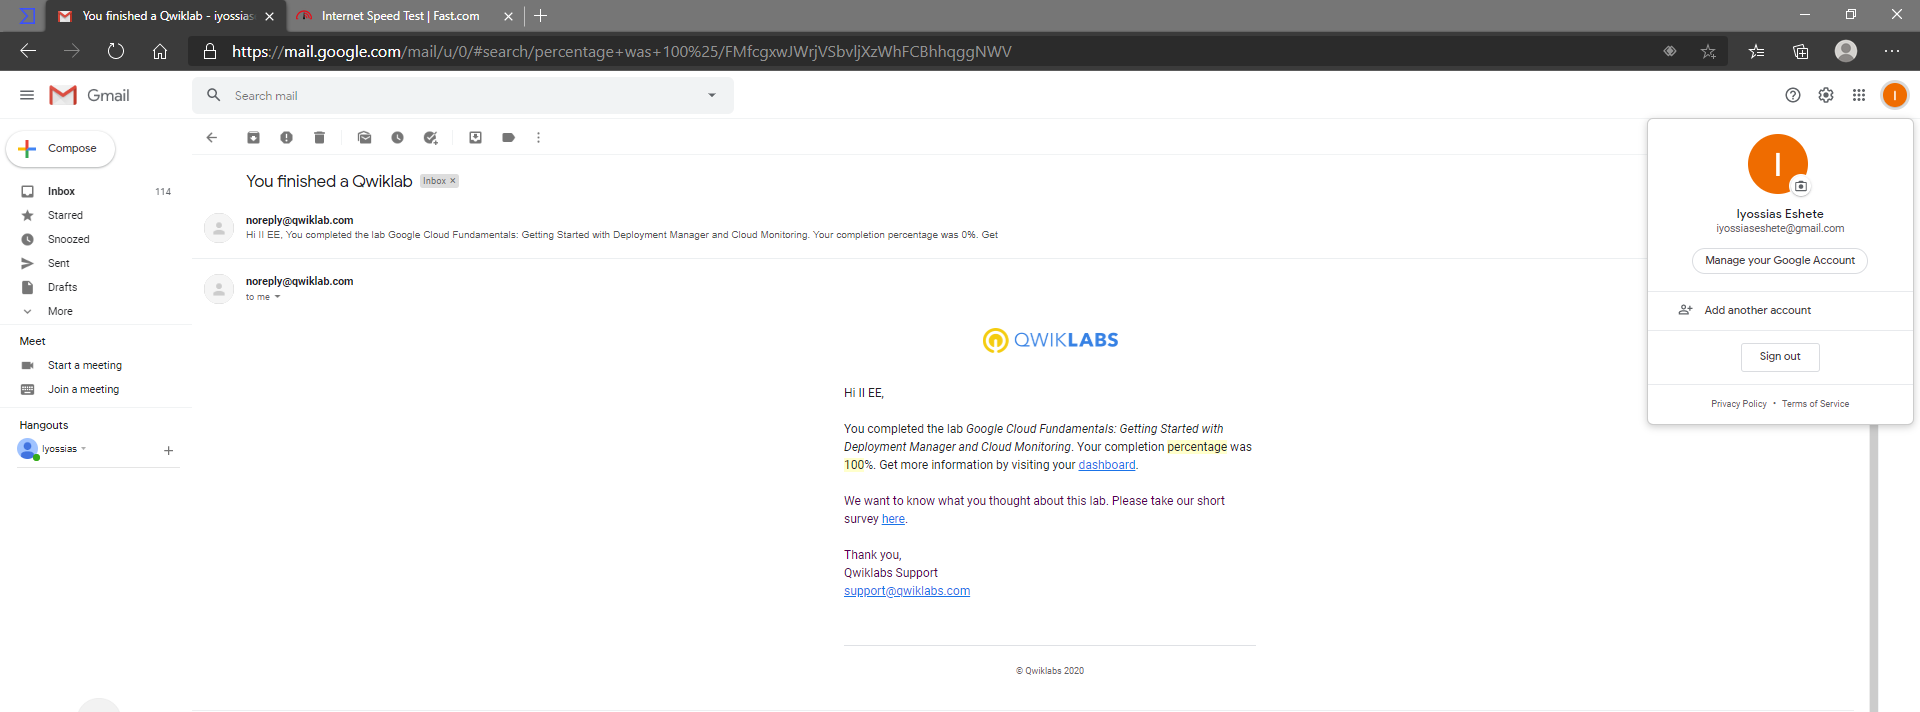 You finished a Qwiklab - iyossias
Internet Speed Test | Fast.com
https://mail.google.com/mail/u/0/#search/percentage+was+100%25/FMfcgxwJWrjVSbvljXzWhFCBhhqggNWV
Gmail
Search mail
I
Compose
Inbox 114
Starred
Snoozed
Sent
Drafts
More
Meet
Start a meeting
Join a meeting
Hangouts
Iyossias
You finished a Qwiklab Inbox x
noreply@qwiklab.com
Hi II EE, You completed the lab Google Cloud Fundamentals: Getting Started with Deployment Manager and Cloud Monitoring. Your completion percentage was 0%. Get
noreply@qwiklab.com
to me
QWIKLABS
Hi II EE,
You completed the lab Google Cloud Fundamentals: Getting Started with
Deployment Manager and Cloud Monitoring. Your completion percentage was
100%. Get more information by visiting your dashboard.
We want to know what you thought about this lab. Please take our short
survey here.
Thank you,
Qwiklabs Support
support@qwiklabs.com
© Qwiklabs 2020
I
Iyossias Eshete
iyossiaseshete@gmail.com
Manage your Google Account
Add another account
Sign out
Privacy Policy • Terms of Service